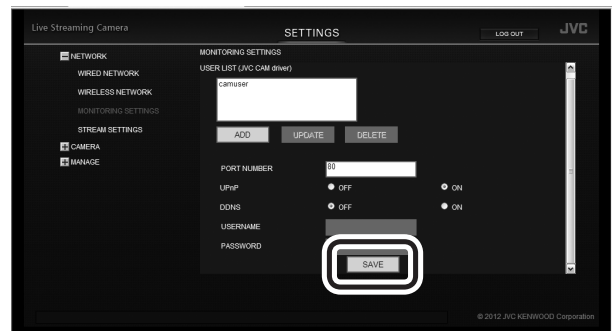 Live Streaming Camera
SETTINGS
LOG OUT
JVC
NETWORK
WIRED NETWORK
WIRELESS NETWORK
MONITORING SETTINGS
STREAM SETTINGS
CAMERA
MANAGE
MONITORING SETTINGS
USER LIST (JVC CAM driver)
camuser
ADD UPDATE DELETE
PORT NUMBER 80
UPnP OFF ON
DDNS OFF ON
USERNAME
PASSWORD
SAVE
© 2012 JVC KENWOOD Corporation